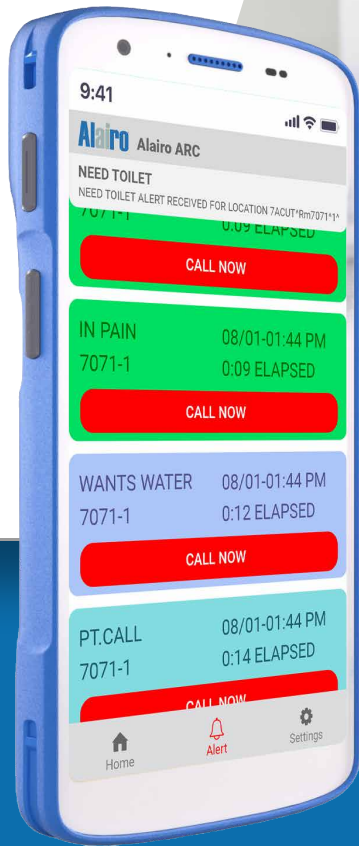 9:41
Alairo Alairo ARC
NEED TOILET
NEED TOILET ALERT RECEIVED FOR LOCATION 7ACUT^Rm7071^1^
7071-1 0:09 ELAPSED
CALL NOW
IN PAIN 08/01-01:44 PM
7071-1 0:09 ELAPSED
CALL NOW
WANTS WATER 08/01-01:44 PM
7071-1 0:12 ELAPSED
CALL NOW
PT.CALL 08/01-01:44 PM
7071-1 0:14 ELAPSED
CALL NOW
Home Alert Settings